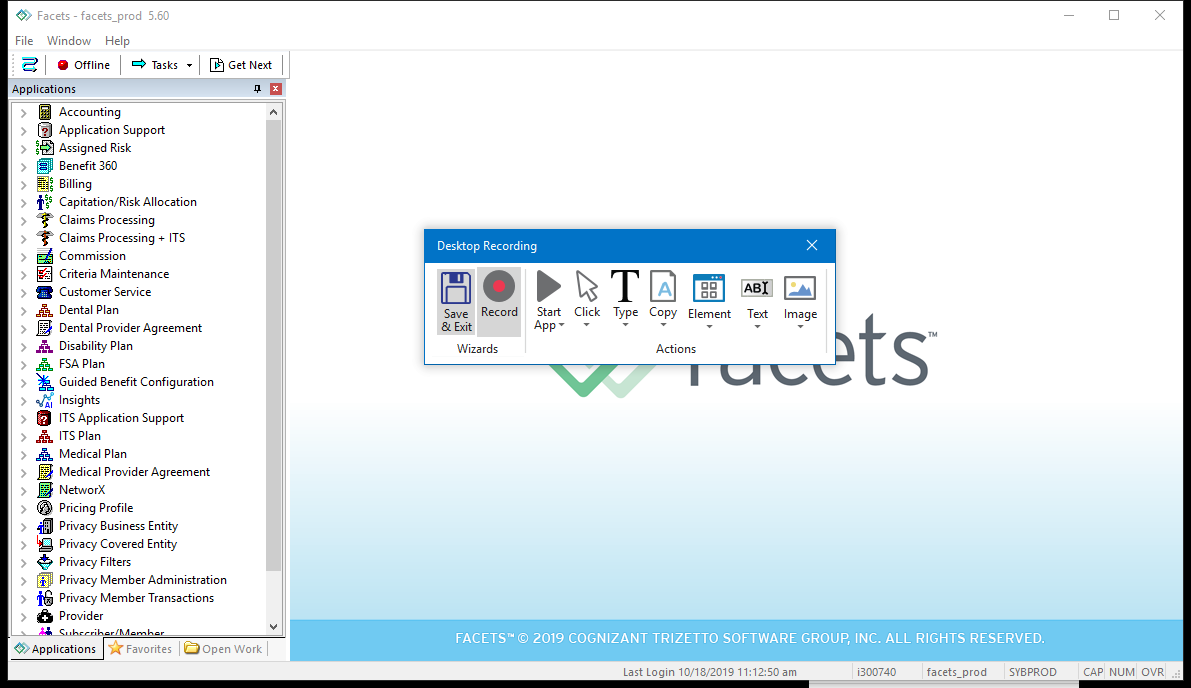 Facets - facets_prod 5.60
File Window Help
Offline Tasks Get Next
Applications
Accounting
Application Support
Assigned Risk
Benefit 360
Billing
Capitation/Risk Allocation
Claims Processing
Claims Processing + ITS
Commission
Criteria Maintenance
Customer Service
Dental Plan
Dental Provider Agreement
Disability Plan
FSA Plan
Guided Benefit Configuration
Insights
ITS Application Support
ITS Plan
Medical Plan
Medical Provider Agreement
NetworX
Pricing Profile
Privacy Business Entity
Privacy Covered Entity
Privacy Filters
Privacy Member Administration
Privacy Member Transactions
Provider
Subscriber/Member
Applications Favorites Open Work
Desktop Recording
Save
& Exit
Record
Start
App
Click
Type
Copy
Element
Text
Image
Wizards
Actions
facets™
FACETS™ © 2019 COGNIZANT TRIZETTO SOFTWARE GROUP, INC. ALL RIGHTS RESERVED.
Last Login 10/18/2019 11:12:50 am i300740 facets_prod SYBPROD CAP NUM OVR